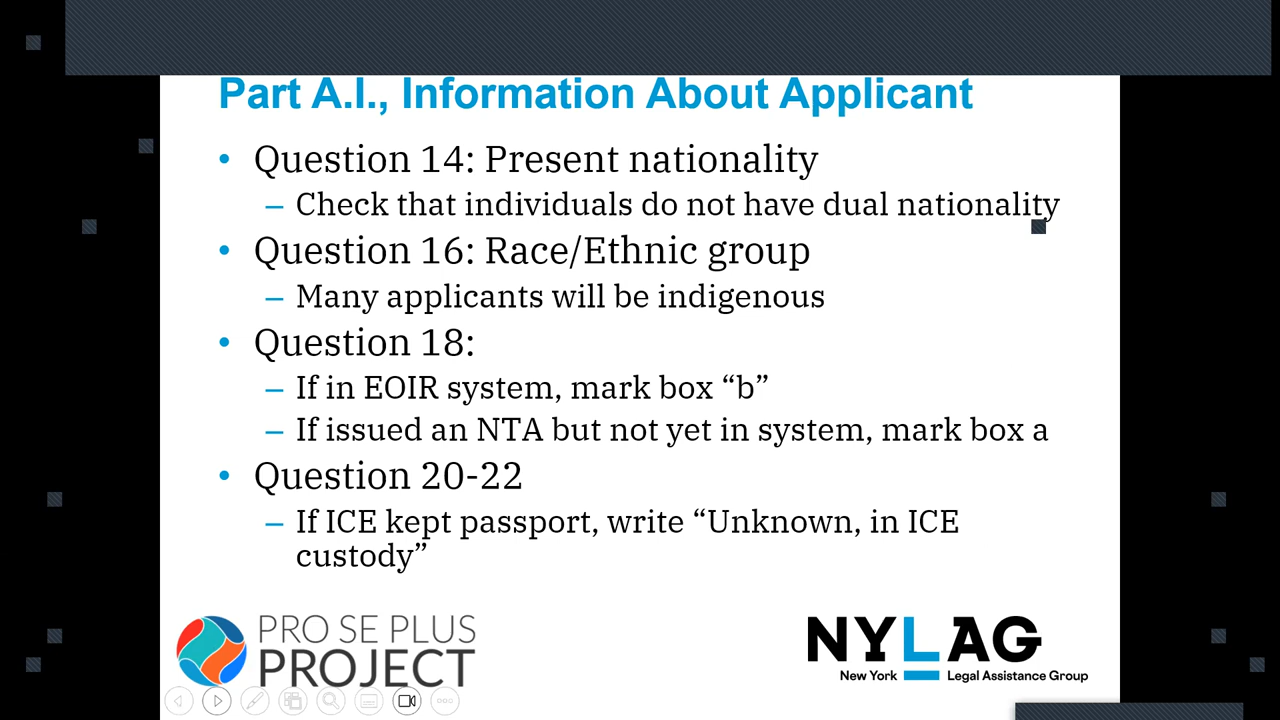 Part A.I., Information About Applicant
• Question 14: Present nationality
– Check that individuals do not have dual nationality
• Question 16: Race/Ethnic group
– Many applicants will be indigenous
• Question 18:
– If in EOIR system, mark box “b”
– If issued an NTA but not yet in system, mark box a
• Question 20-22
– If ICE kept passport, write “Unknown, in ICE
custody”
PRO SE PLUS
PROJECT
NYLAG
New York Legal Assistance Group